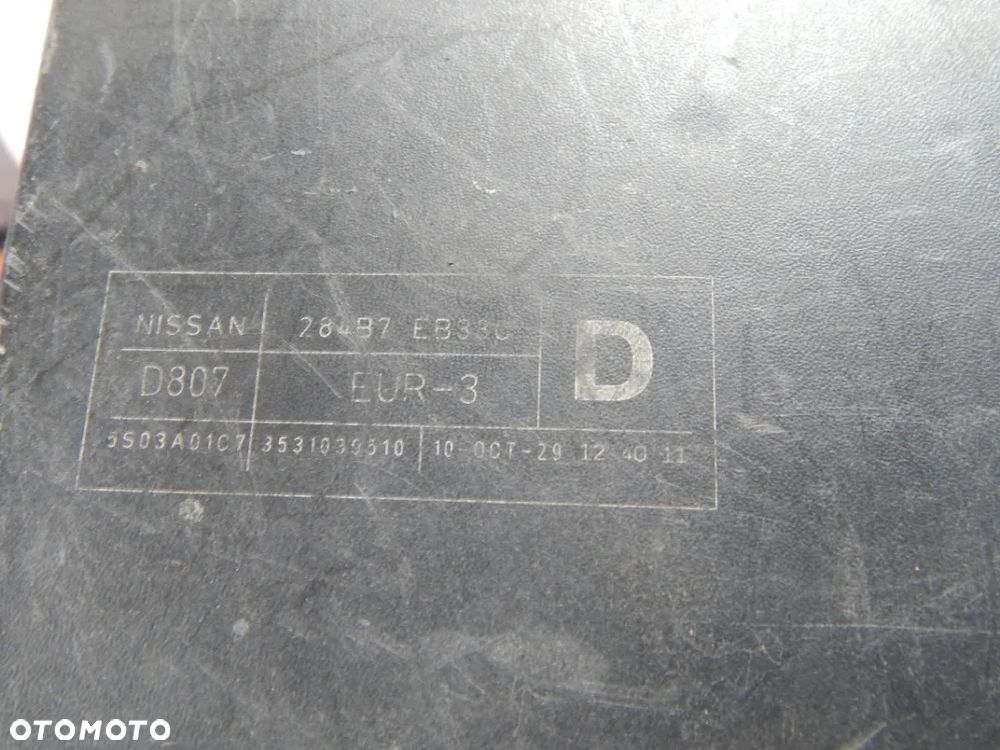 NISSAN 284B7 EB33C D
D807 EUR-3
5S03A01C7 3531039510 10-OCT-29 12 40 11
OTOMOTO